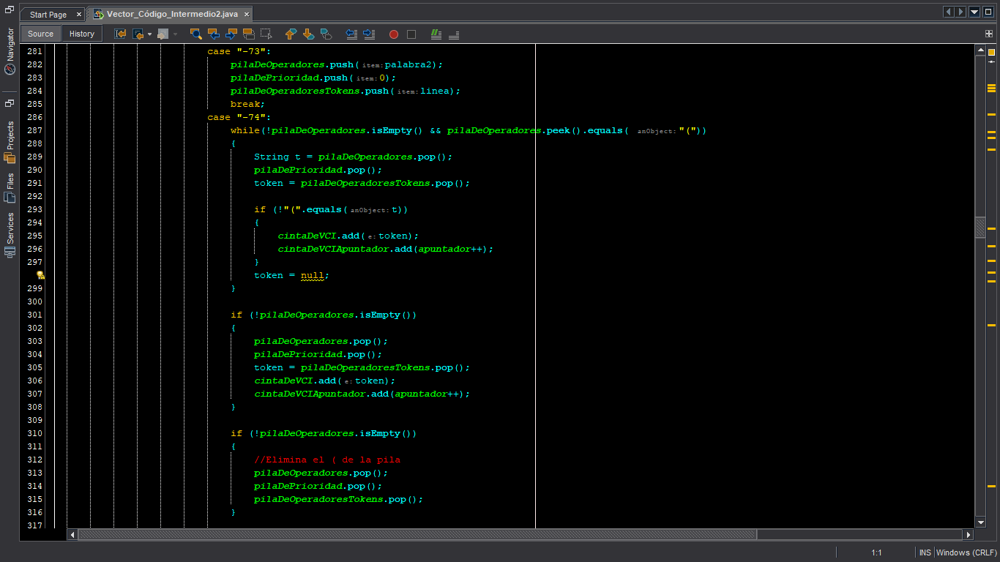 Start Page × Vector_Código_Intermedio2.java ×
Source History
Navigator
Projects
Files
Services
281 case "-73":
282 pilaDeOperadores.push(item:palabra2);
283 pilaDePrioridad.push(item:0);
284 pilaDeOperadoresTokens.push(item:linea);
285 break;
286 case "-74":
287 while(!pilaDeOperadores.isEmpty() && pilaDeOperadores.peek().equals( anObject:"("))
288 {
289 String t = pilaDeOperadores.pop();
290 pilaDePrioridad.pop();
291 token = pilaDeOperadoresTokens.pop();
292
293 if (!"(".equals(anObject:t))
294 {
295 cintaDeVCI.add(e:token);
296 cintaDeVCIApuntador.add(apuntador++);
297 }
token = null;
299 }
300
301 if (!pilaDeOperadores.isEmpty())
302 {
303 pilaDeOperadores.pop();
304 pilaDePrioridad.pop();
305 token = pilaDeOperadoresTokens.pop();
306 cintaDeVCI.add(e:token);
307 cintaDeVCIApuntador.add(apuntador++);
308 }
309
310 if (!pilaDeOperadores.isEmpty())
311 {
312 //Elimina el ( de la pila
313 pilaDeOperadores.pop();
314 pilaDePrioridad.pop();
315 pilaDeOperadoresTokens.pop();
316 }
317
1:1 INS Windows (CRLF)